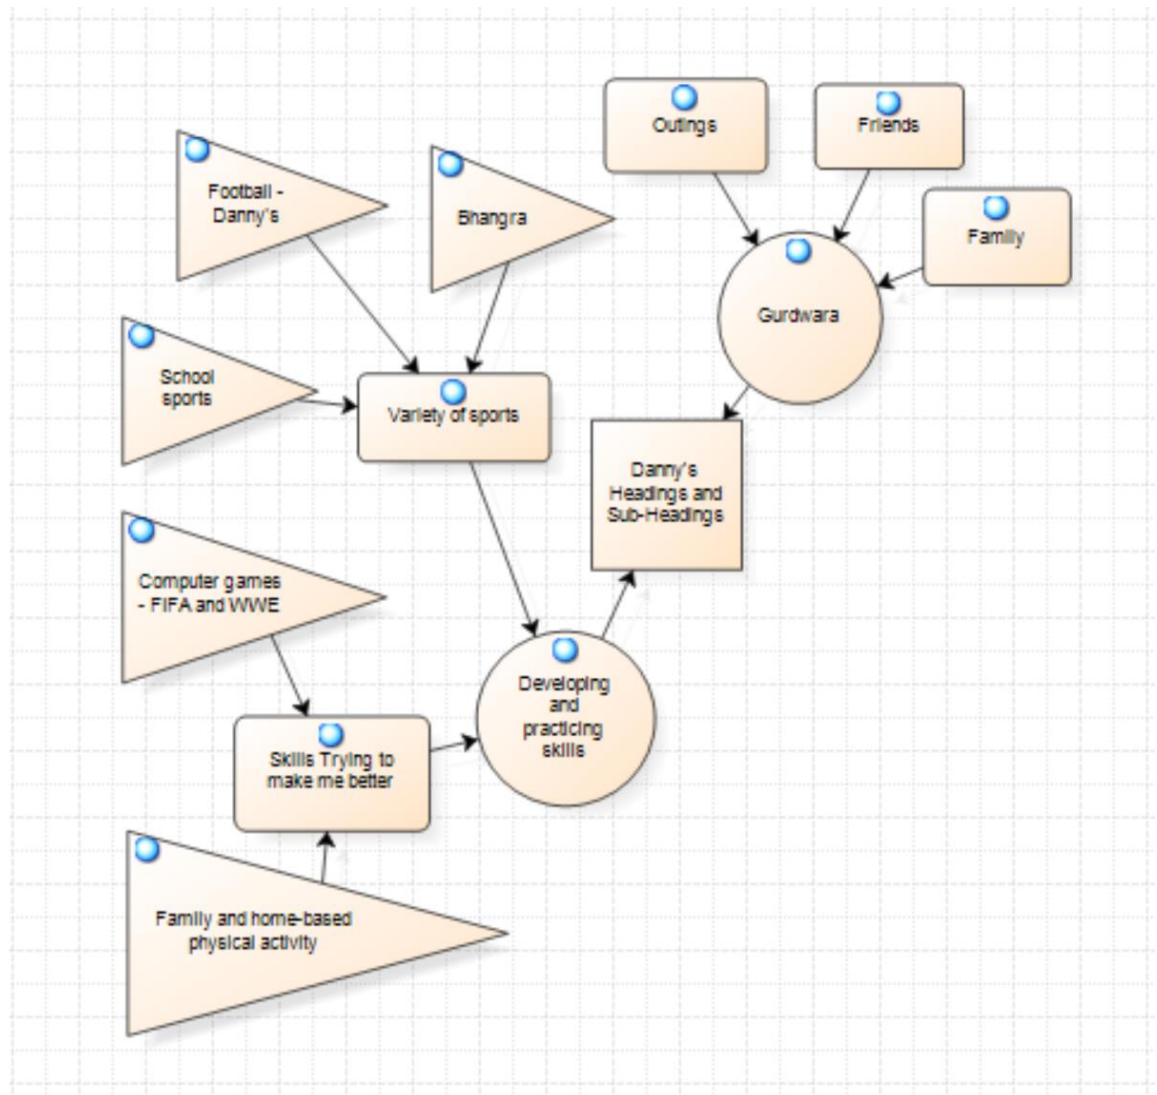 Outings
Friends
Football -
Danny's
Bhangra
Family
Gurdwara
School
sports
Variety of sports
Danny's
Headings and
Sub-Headings
Computer games
- FIFA and WWE
Developing
and
practicing
skills
Skills Trying to
make me better
Family and home-based
physical activity